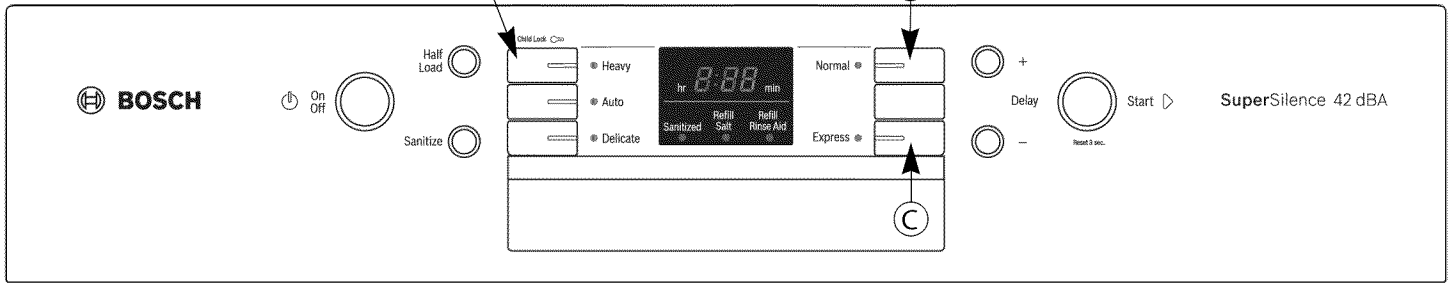 Child Lock
Half
Load
Heavy
8:88
Normal
+
hr
min
BOSCH
On
Off
Auto
Delay
Start
SuperSilence 42 dBA
Sanitized
Refill
Salt
Refill
Rinse Aid
Sanitize
Delicate
Express
–
Reset 3 sec.
C